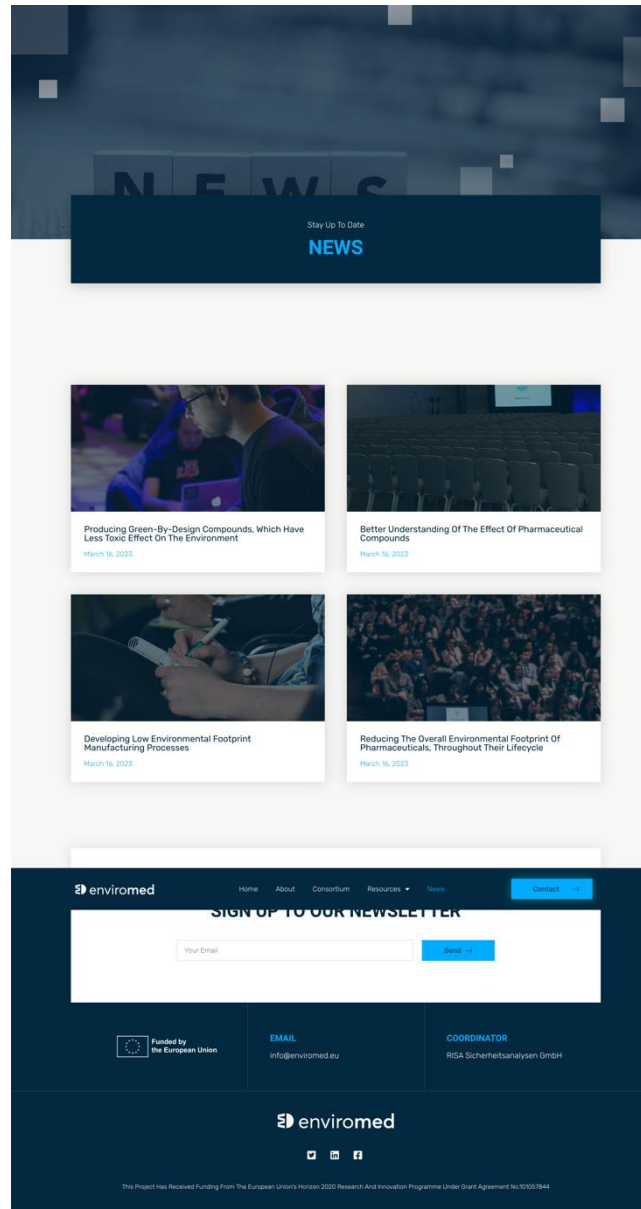 NEWS
Stay Up To Date
NEWS
Producing Green-By-Design Compounds, Which Have
Less Toxic Effect On The Environment
March 16, 2023
Better Understanding Of The Effect Of Pharmaceutical
Compounds
March 16, 2023
Developing Low Environmental Footprint
Manufacturing Processes
March 16, 2023
Reducing The Overall Environmental Footprint Of
Pharmaceuticals, Throughout Their Lifecycle
March 16, 2023
enviromed
Home About Consortium Resources News
Contact →
SIGN UP TO OUR NEWSLETTER
Your Email
Send →
Funded by
the European Union
EMAIL
info@enviromed.eu
COORDINATOR
RISA Sicherheitsanalysen GmbH
enviromed
This Project Has Received Funding From The European Union's Horizon 2020 Research And Innovation Programme Under Grant Agreement No.101057844